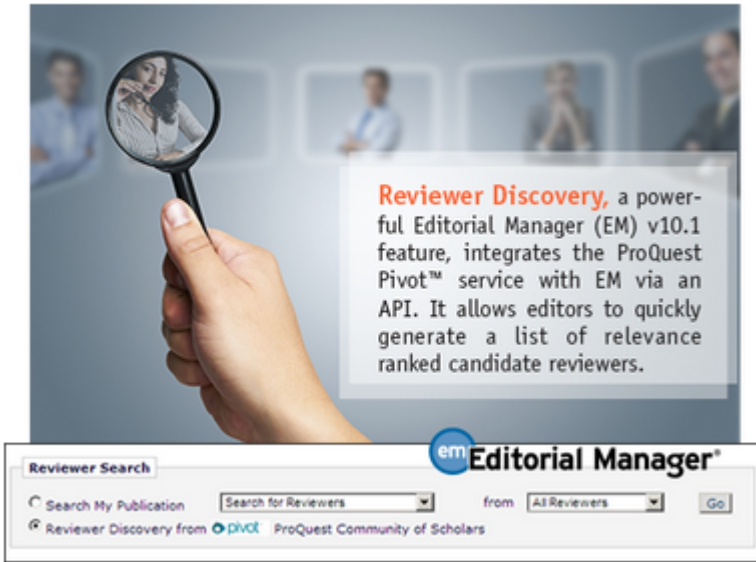 Reviewer Discovery, a power-
ful Editorial Manager (EM) v10.1
feature, integrates the ProQuest
Pivot™ service with EM via an
API. It allows editors to quickly
generate a list of relevance
ranked candidate reviewers.
em Editorial Manager®
Reviewer Search
Search My Publication Search for Reviewers from All Reviewers Go
Reviewer Discovery from pivot ProQuest Community of Scholars